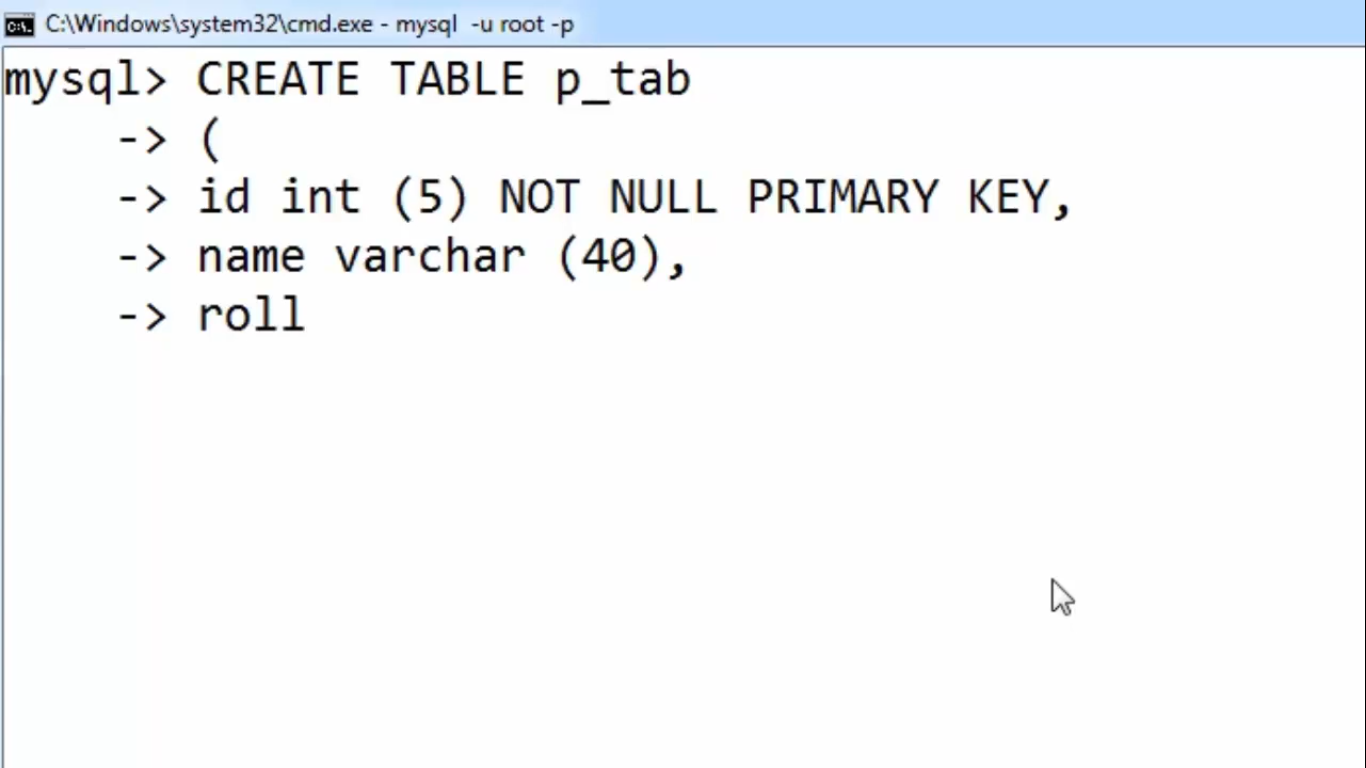 C:\Windows\system32\cmd.exe - mysql  -u root -p
mysql> CREATE TABLE p_tab
    -> (
    -> id int (5) NOT NULL PRIMARY KEY,
    -> name varchar (40),
    -> roll